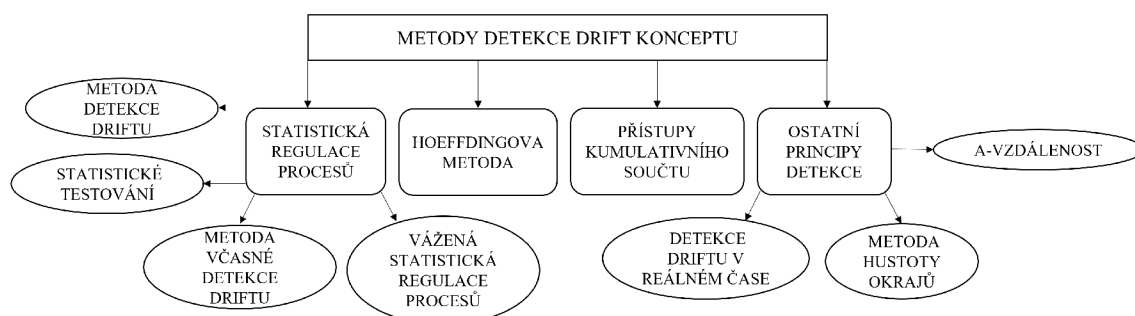 METODY DETEKCE DRIFT KONCEPTU
METODA
DETEKCE
DRIFTU
STATISTICKÁ
REGULACE
PROCESŮ
HOEFFDINGOVA
METODA
PŘÍSTUPY
KUMULATIVNÍHO
SOUČTU
OSTATNÍ
PRINCIPY
DETEKCE
A-VZDÁLENOST
STATISTICKÉ
TESTOVÁNÍ
METODA
VČASNÉ
DETEKCE
DRIFTU
VÁŽENÁ
STATISTICKÁ
REGULACE
PROCESŮ
DETEKCE
DRIFTU V
REÁLNÉM ČASE
METODA
HUSTOTY
OKRAJŮ